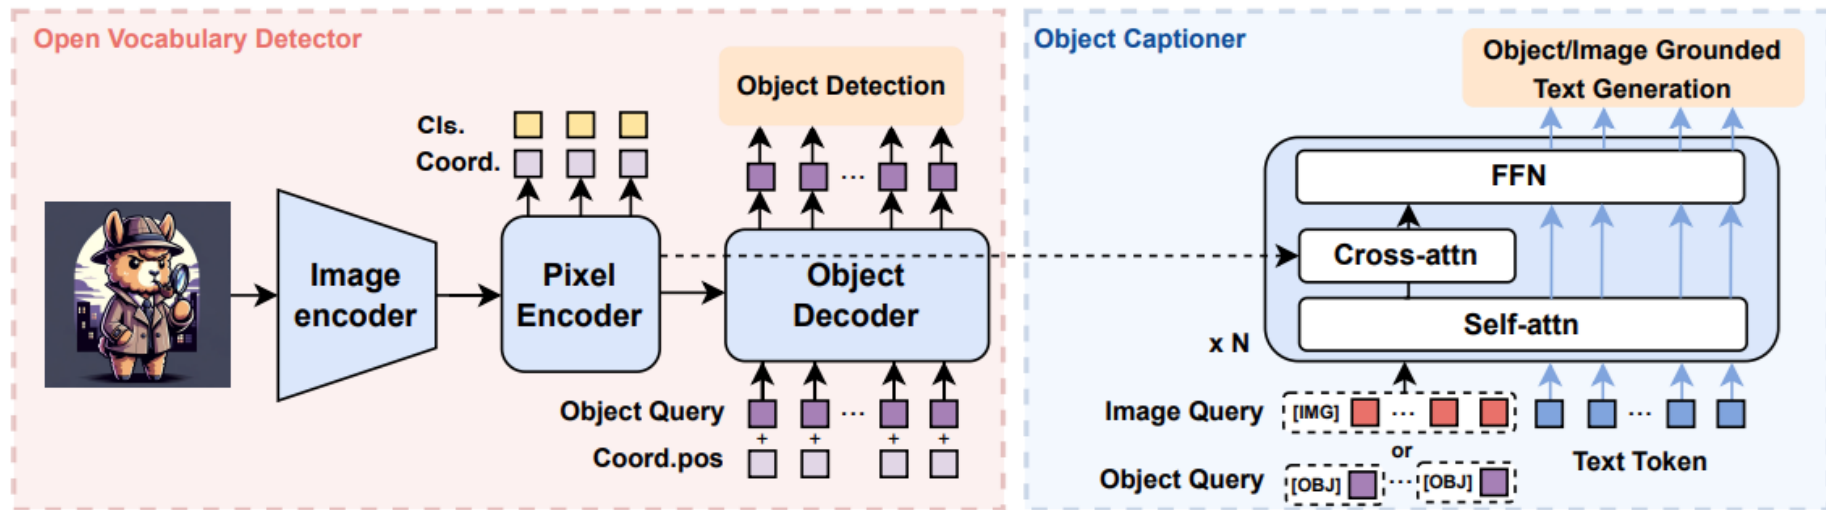 Open Vocabulary Detector
Object Detection
Cls.
Coord.
Image
encoder
Pixel
Encoder
Object
Decoder
...
Object Query
...
+ + + +
Coord.pos
Object Captioner
Object/Image Grounded
Text Generation
FFN
Cross-attn
Self-attn
x N
Image Query
[IMG] ...
...
or
Text Token
Object Query
[OBJ] ... [OBJ]